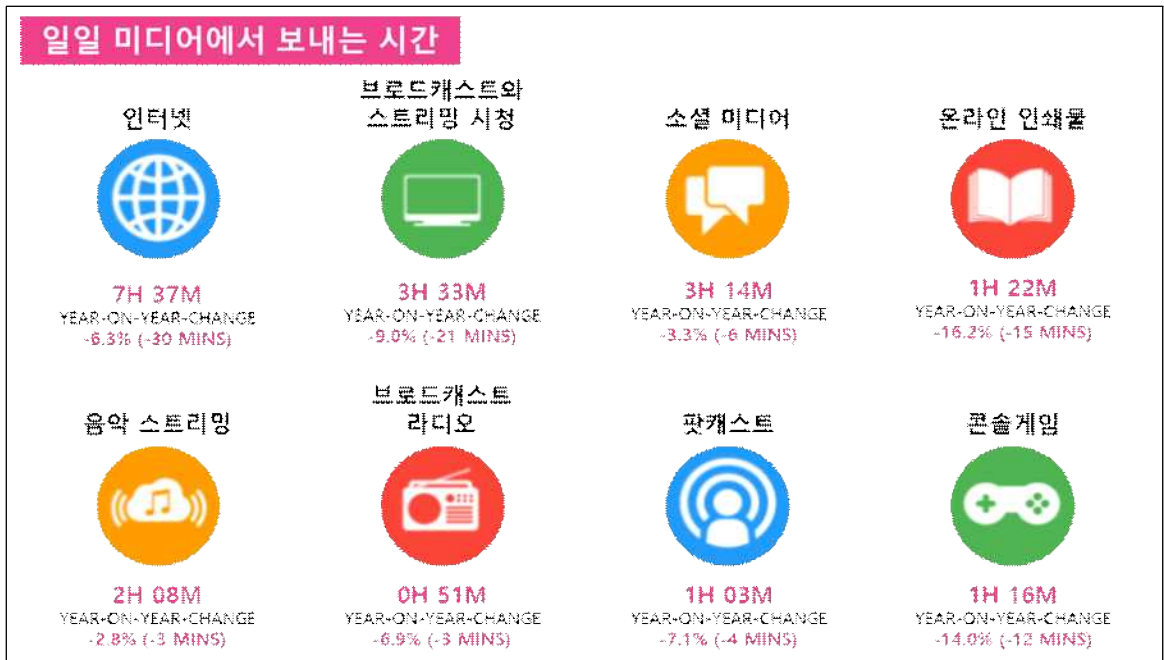 일일 미디어에서 보내는 시간
인터넷
7H 37M
YEAR-ON-YEAR-CHANGE
-6.3% (-30 MINS)
브로드캐스트와
스트리밍 시청
3H 33M
YEAR-ON-YEAR-CHANGE
-9.0% (-21 MINS)
소셜 미디어
3H 14M
YEAR-ON-YEAR-CHANGE
-3.3% (-6 MINS)
온라인 인쇄물
1H 22M
YEAR-ON-YEAR-CHANGE
-16.2% (-15 MINS)
음악 스트리밍
2H 08M
YEAR-ON-YEAR-CHANGE
-2.8% (-3 MINS)
브로드캐스트
라디오
0H 51M
YEAR-ON-YEAR-CHANGE
-6.9% (-3 MINS)
팟캐스트
1H 03M
YEAR-ON-YEAR-CHANGE
-7.1% (-4 MINS)
콘솔게임
1H 16M
YEAR-ON-YEAR-CHANGE
-14.0% (-12 MINS)